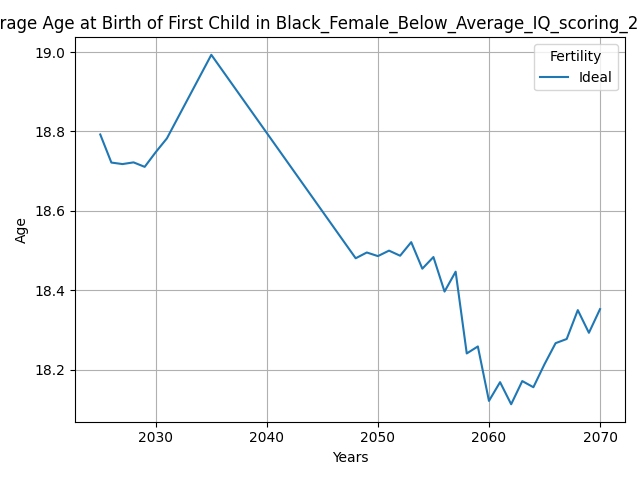 rage Age at Birth of First Child in Black_Female_Below_Average_IQ_scoring_2
Fertility
Ideal
19.0
18.8
18.6
18.4
18.2
Age
2030 2040 2050 2060 2070
Years